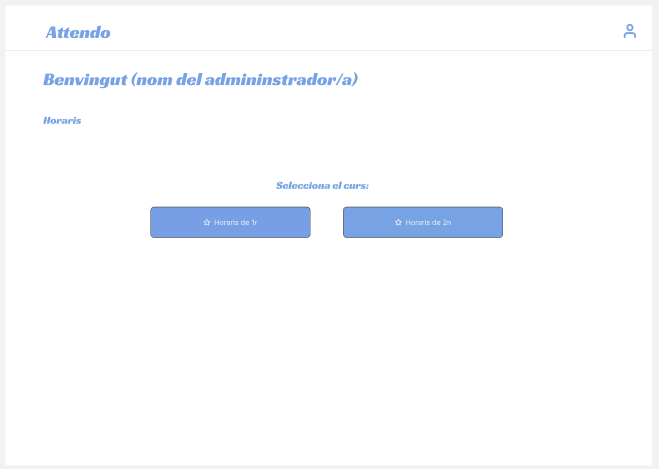 Attendo
Benvingut (nom del admininstrador/a)
Horaris
Selecciona el curs:
Horaris de 1r
Horaris de 2n